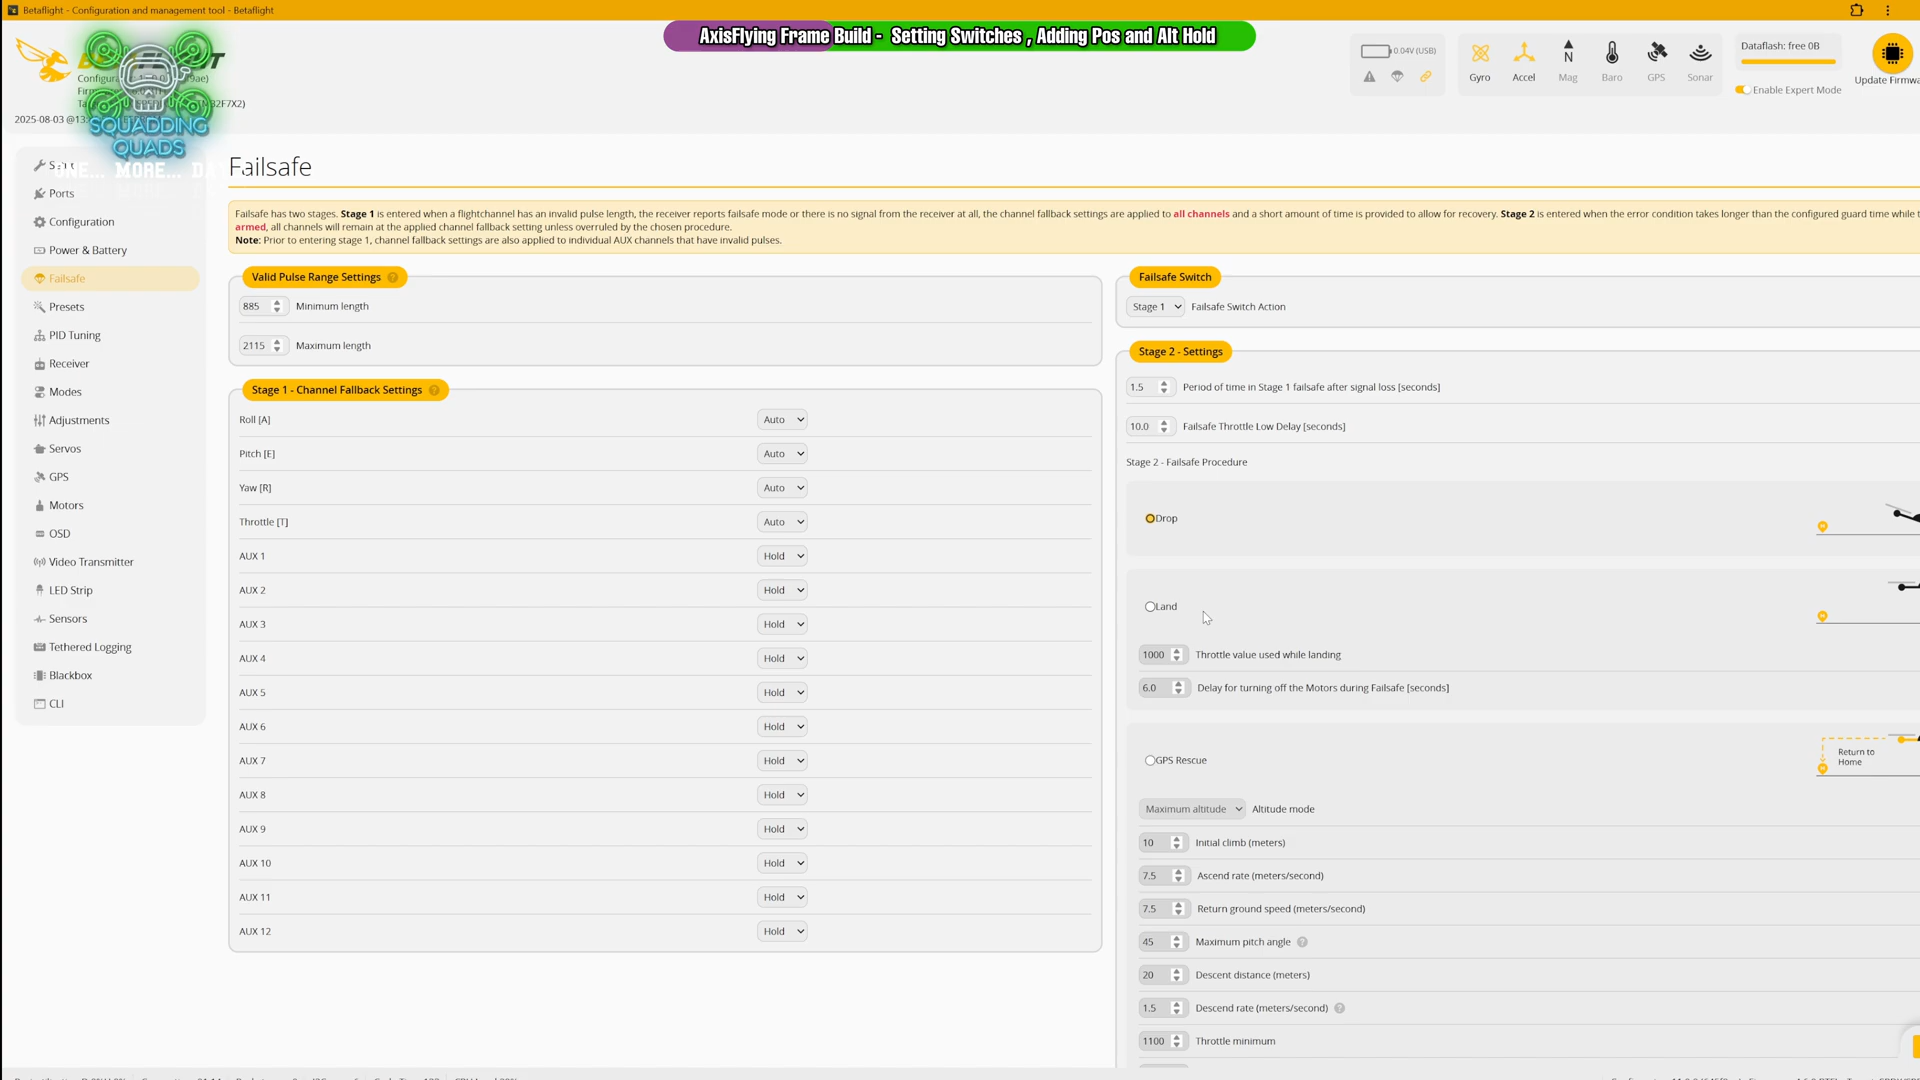 Betaflight - Configuration and management tool - Betaflight
AxisFlying Frame Build - Setting Switches , Adding Pos and Alt Hold
0.04V (USB)
Gyro
Accel
Mag
Baro
GPS
Sonar
Dataflash: free 0B
Enable Expert Mode
Update Firmwa
SQUADDING
QUADS
ONE... MORE...
2025-08-03
Ports
Configuration
Power & Battery
Failsafe
Presets
PID Tuning
Receiver
Modes
Adjustments
Servos
GPS
Motors
OSD
Video Transmitter
LED Strip
Sensors
Tethered Logging
Blackbox
CLI
Failsafe
Failsafe has two stages. Stage 1 is entered when a flightchannel has an invalid pulse length, the receiver reports failsafe mode or there is no signal from the receiver at all, the channel fallback settings are applied to all channels and a short amount of time is provided to allow for recovery. Stage 2 is entered when the error condition takes longer than the configured guard time while t
armed, all channels will remain at the applied channel fallback setting unless overruled by the chosen procedure.
Note: Prior to entering stage 1, channel fallback settings are also applied to individual AUX channels that have invalid pulses.
Valid Pulse Range Settings
885 Minimum length
2115 Maximum length
Stage 1 - Channel Fallback Settings
Roll [A] Auto
Pitch [E] Auto
Yaw [R] Auto
Throttle [T] Auto
AUX 1 Hold
AUX 2 Hold
AUX 3 Hold
AUX 4 Hold
AUX 5 Hold
AUX 6 Hold
AUX 7 Hold
AUX 8 Hold
AUX 9 Hold
AUX 10 Hold
AUX 11 Hold
AUX 12 Hold
Failsafe Switch
Stage 1 Failsafe Switch Action
Stage 2 - Settings
1.5 Period of time in Stage 1 failsafe after signal loss [seconds]
10.0 Failsafe Throttle Low Delay [seconds]
Stage 2 - Failsafe Procedure
Drop
Land
1000 Throttle value used while landing
6.0 Delay for turning off the Motors during Failsafe [seconds]
GPS Rescue
Return to
Home
Maximum altitude Altitude mode
10 Initial climb (meters)
7.5 Ascend rate (meters/second)
7.5 Return ground speed (meters/second)
45 Maximum pitch angle
20 Descent distance (meters)
1.5 Descend rate (meters/second)
1100 Throttle minimum